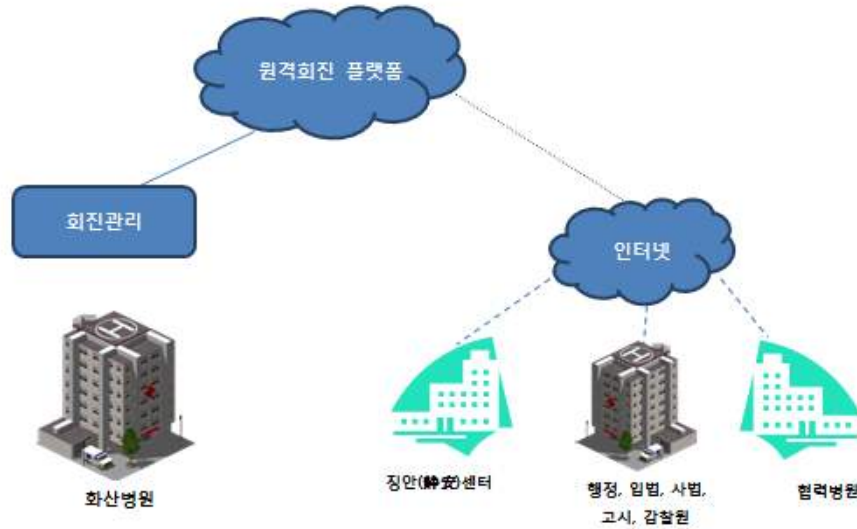 원격회진 플랫폼
회진관리
인터넷
화산병원
징안(静安)센터
행정, 입법, 사법,
고시, 감찰원
협력병원